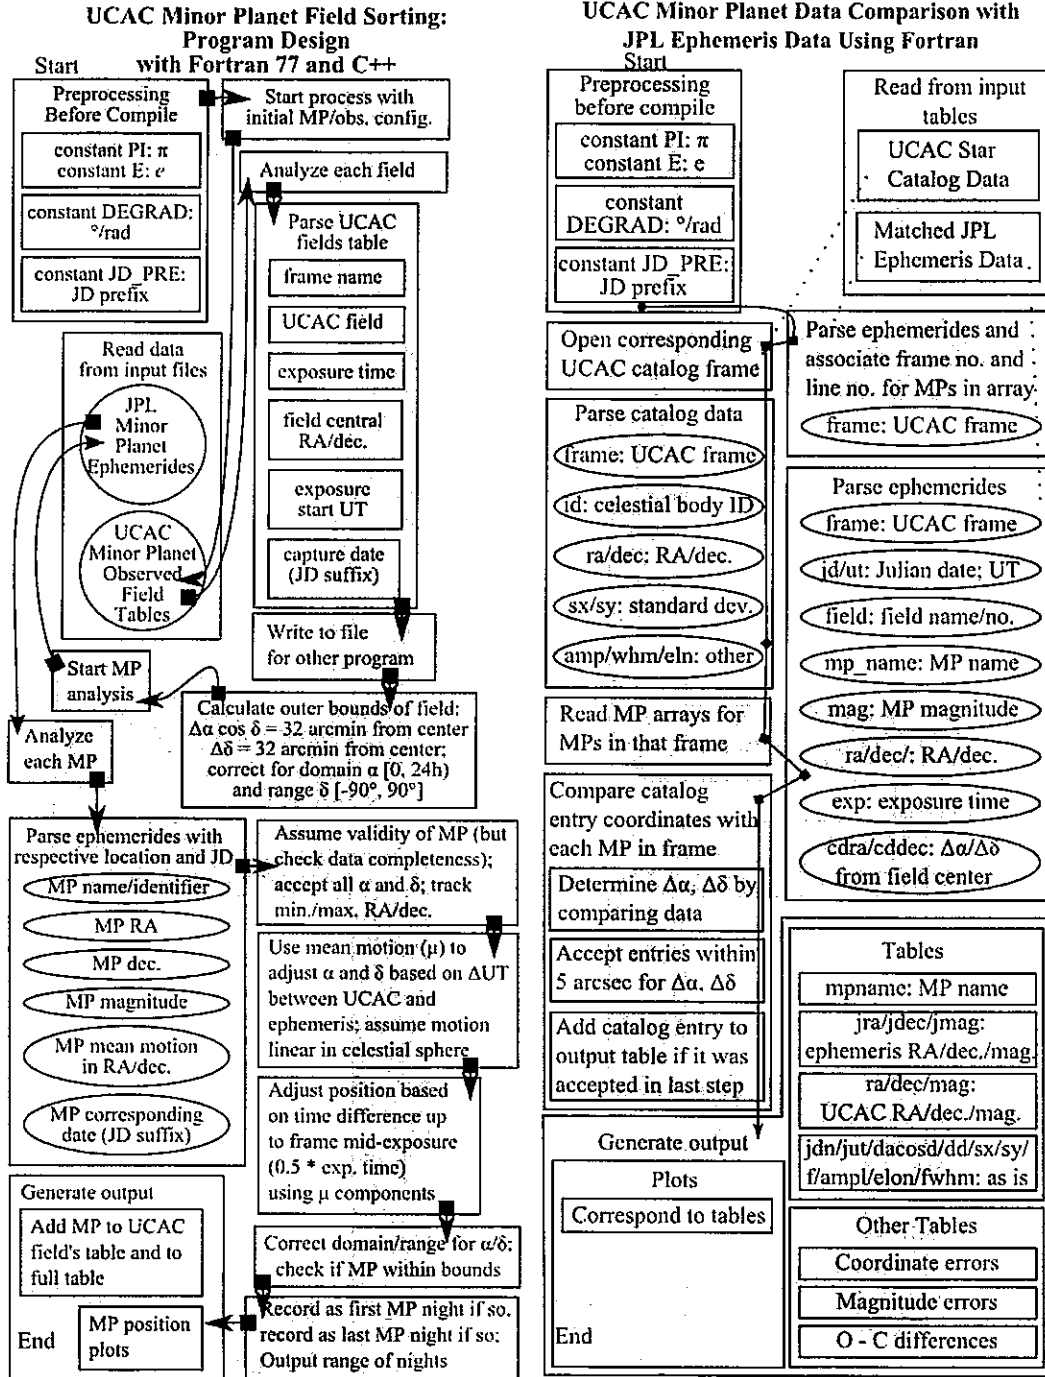 UCAC Minor Planet Field Sorting:
Program Design
with Fortran 77 and C++
Start
Preprocessing
Before Compile
constant PI: π
constant E: e
constant DEGRAD:
°/rad
constant JD_PRE:
JD prefix
Start process with
initial MP/obs. config.
Analyze each field
Parse UCAC
fields table
frame name
UCAC field
exposure time
field central
RA/dec.
exposure
start UT
capture date
(JD suffix)
Read data
from input files
JPL
Minor
Planet
Ephemerides
UCAC
Minor Planet
Observed
Field
Tables
Write to file
for other program
Start MP
analysis
Calculate outer bounds of field:
Δα cos δ = 32 arcmin from center
Δδ = 32 arcmin from center;
correct for domain α [0, 24h)
and range δ [-90°, 90°]
Analyze
each MP
Parse ephemerides with
respective location and JD
MP name/identifier
MP RA
MP dec.
MP magnitude
MP mean motion
in RA/dec.
MP corresponding
date (JD suffix)
Assume validity of MP (but
check data completeness);
accept all α and δ; track
min./max. RA/dec.
Use mean motion (μ) to
adjust α and δ based on ΔUT
between UCAC and
ephemeris; assume motion
linear in celestial sphere
Adjust position based
on time difference up
to frame mid-exposure
(0.5 * exp. time)
using μ components
Correct domain/range for α/δ;
check if MP within bounds
Record as first MP night if so,
record as last MP night if so;
Output range of nights
Generate output
Add MP to UCAC
field's table and to
full table
MP position
plots
End
UCAC Minor Planet Data Comparison with
JPL Ephemeris Data Using Fortran
Start
Preprocessing
before compile
constant PI: π
constant E: e
constant
DEGRAD: °/rad
constant JD_PRE:
JD prefix
Read from input
tables
UCAC Star
Catalog Data
Matched JPL
Ephemeris Data
Open corresponding
UCAC catalog frame
Parse ephemerides and
associate frame no. and
line no. for MPs in array
frame: UCAC frame
Parse catalog data
frame: UCAC frame
id: celestial body ID
ra/dec: RA/dec.
sx/sy: standard dev.
amp/whm/eln: other
Parse ephemerides
frame: UCAC frame
jd/ut: Julian date; UT
field: field name/no.
mp_name: MP name
mag: MP magnitude
ra/dec/: RA/dec.
exp: exposure time
cdra/cddec: Δα/Δδ
from field center
Read MP arrays for
MPs in that frame
Compare catalog
entry coordinates with
each MP in frame
Determine Δα, Δδ by
comparing data
Accept entries within
5 arcsec for Δα, Δδ
Add catalog entry to
output table if it was
accepted in last step
Generate output
Plots
Correspond to tables
End
Tables
mpname: MP name
jra/jdec/jmag:
ephemeris RA/dec./mag.
ra/dec/mag:
UCAC RA/dec./mag.
jdn/jut/dacosd/dd/sx/sy/
f/ampl/elon/fwhm: as is
Other Tables
Coordinate errors
Magnitude errors
O - C differences